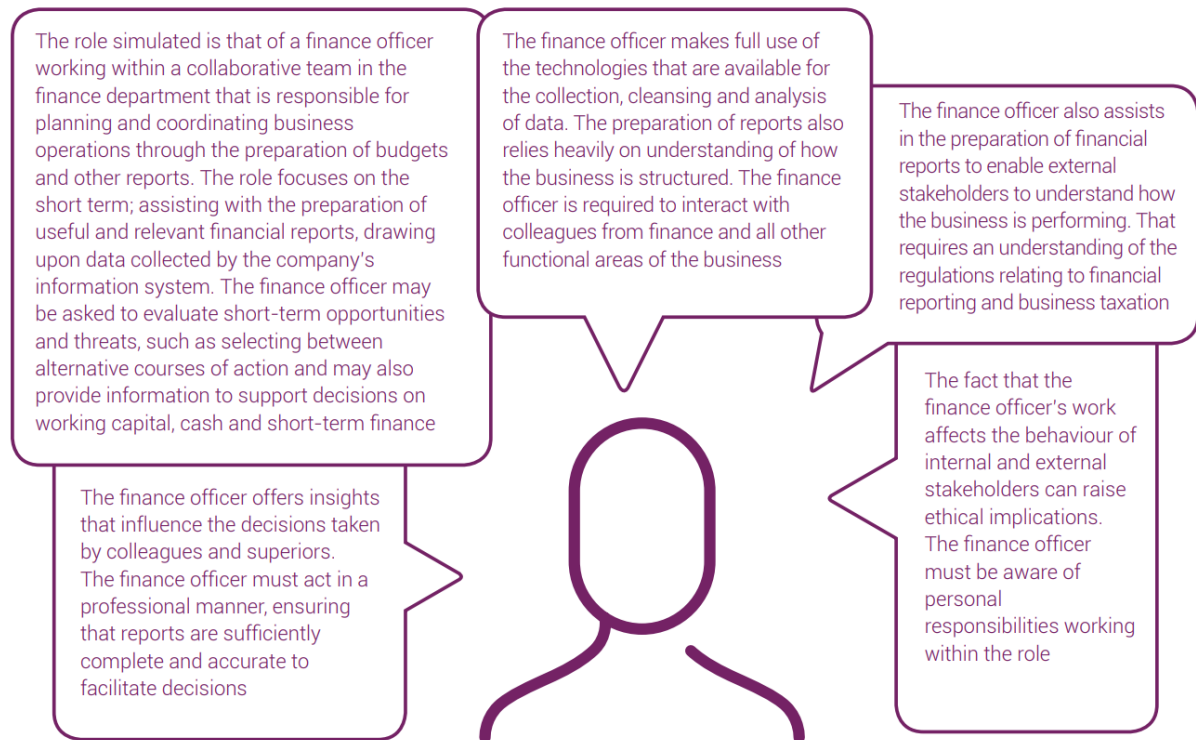 The role simulated is that of a finance officer
working within a collaborative team in the
finance department that is responsible for
planning and coordinating business
operations through the preparation of budgets
and other reports. The role focuses on the
short term; assisting with the preparation of
useful and relevant financial reports, drawing
upon data collected by the company's
information system. The finance officer may
be asked to evaluate short-term opportunities
and threats, such as selecting between
alternative courses of action and may also
provide information to support decisions on
working capital, cash and short-term finance
The finance officer makes full use of
the technologies that are available for
the collection, cleansing and analysis
of data. The preparation of reports also
relies heavily on understanding of how
the business is structured. The finance
officer is required to interact with
colleagues from finance and all other
functional areas of the business
The finance officer also assists
in the preparation of financial
reports to enable external
stakeholders to understand how
the business is performing. That
requires an understanding of the
regulations relating to financial
reporting and business taxation
The finance officer offers insights
that influence the decisions taken
by colleagues and superiors.
The finance officer must act in a
professional manner, ensuring
that reports are sufficiently
complete and accurate to
facilitate decisions
The fact that the
finance officer's work
affects the behaviour of
internal and external
stakeholders can raise
ethical implications.
The finance officer
must be aware of
personal
responsibilities working
within the role